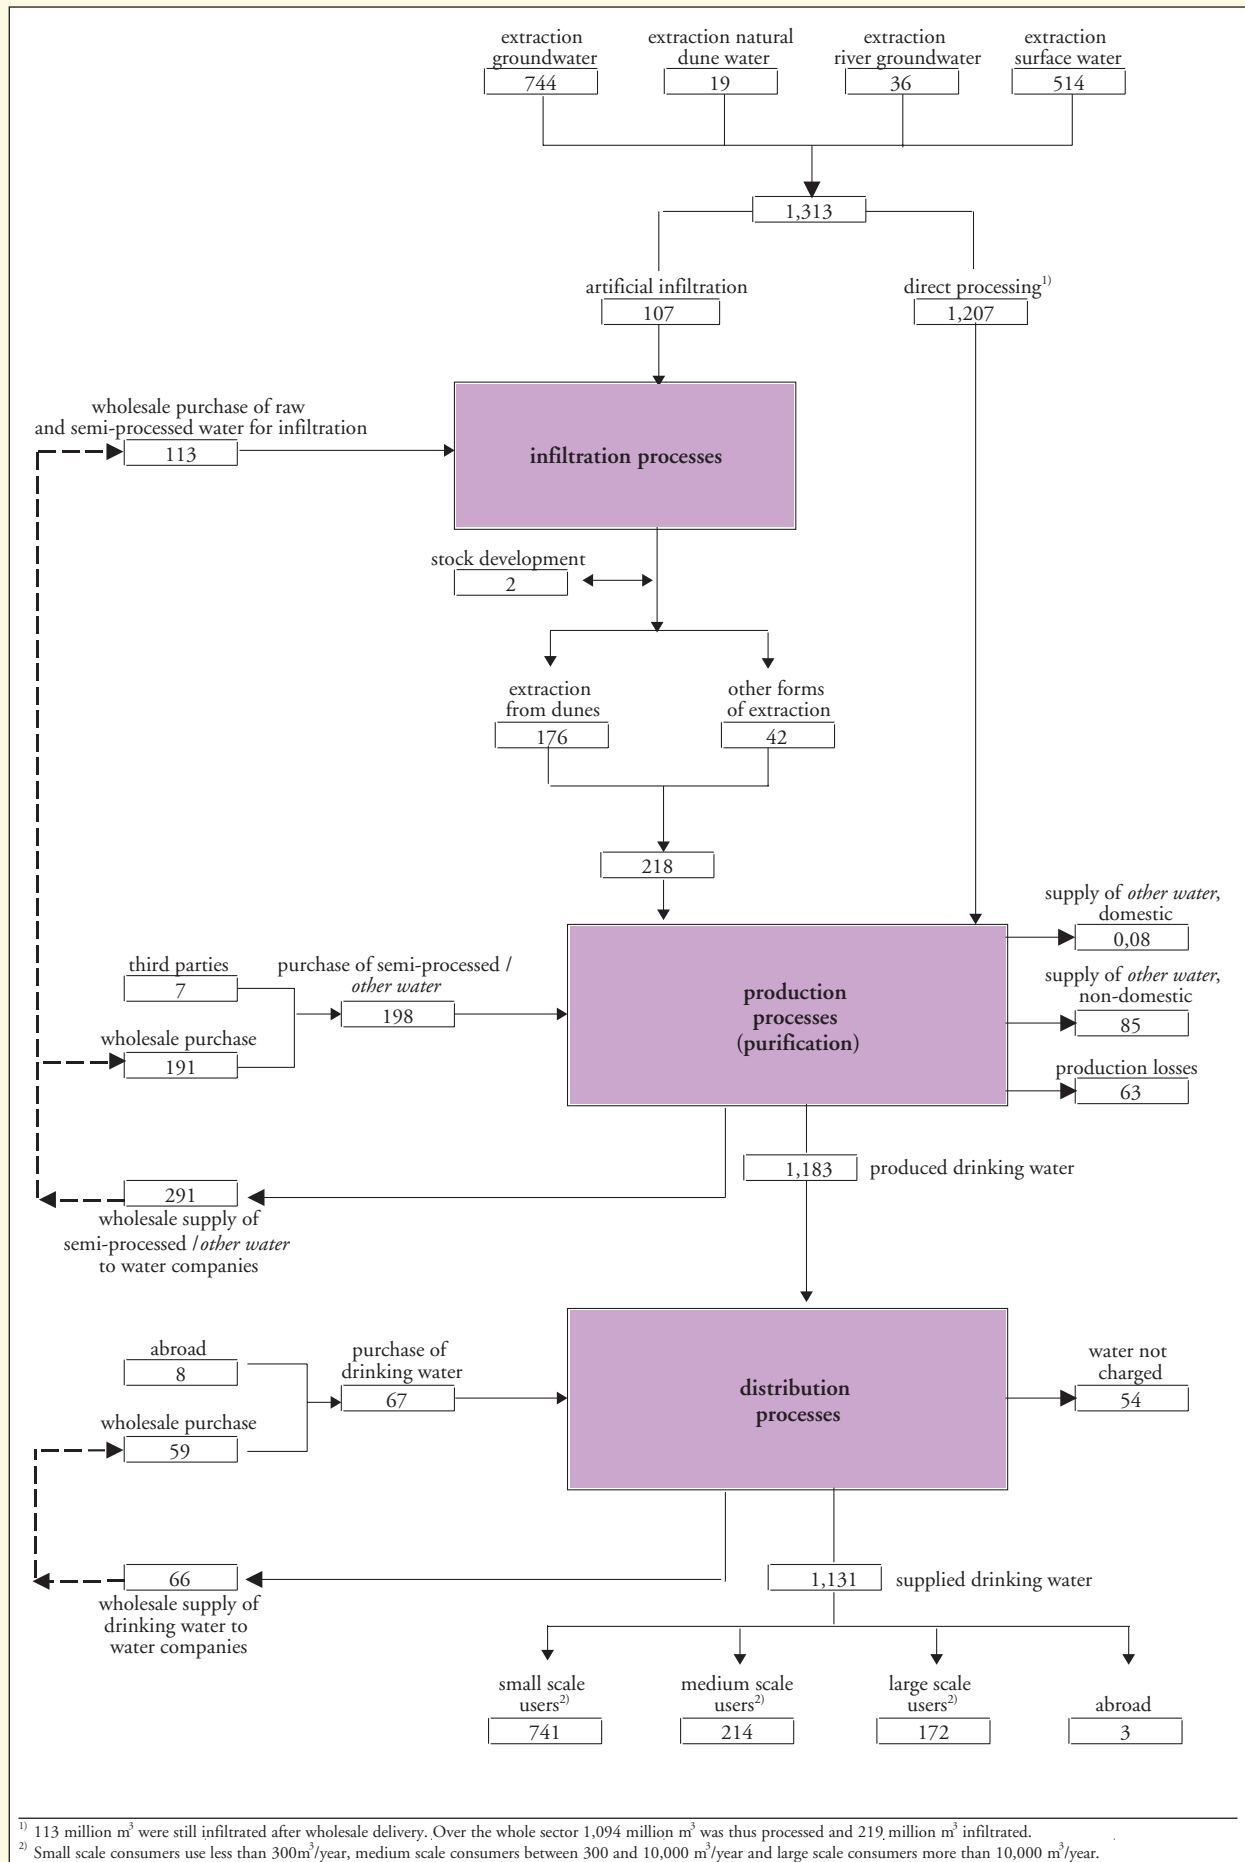 extraction
groundwater
744
extraction natural
dune water
19
extraction
river groundwater
36
extraction
surface water
514
1,313
artificial infiltration
107
direct processing1)
1,207
wholesale purchase of raw
and semi-processed water for infiltration
113
infiltration processes
stock development
2
extraction
from dunes
176
other forms
of extraction
42
218
supply of other water,
domestic
0,08
third parties
7
purchase of semi-processed /
other water
198
wholesale purchase
191
production
processes
(purification)
supply of other water,
non-domestic
85
production losses
63
1,183
produced drinking water
291
wholesale supply of
semi-processed / other water
to water companies
abroad
8
purchase of
drinking water
67
wholesale purchase
59
distribution
processes
water not
charged
54
66
wholesale supply of
drinking water to
water companies
1,131
supplied drinking water
small scale
users2)
741
medium scale
users2)
214
large scale
users2)
172
abroad
3
1) 113 million m3 were still infiltrated after wholesale delivery. Over the whole sector 1,094 million m3 was thus processed and 219 million m3 infiltrated.
2) Small scale consumers use less than 300m3/year, medium scale consumers between 300 and 10,000 m3/year and large scale consumers more than 10,000 m3/year.